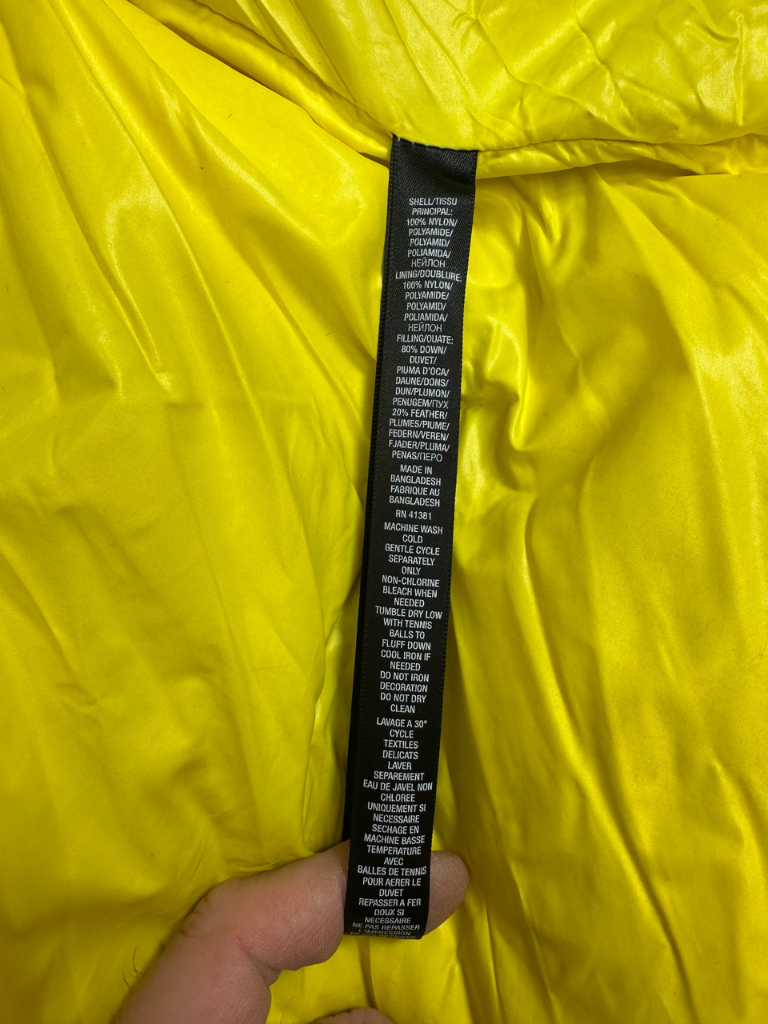 SHELL/TISSU
PRINCIPAL:
100% NYLON/
POLYAMIDE/
POLYAMID/
POLIAMIDA/
НЕЙЛОН
LINING/DOUBLURE:
100% NYLON/
POLYAMIDE/
POLYAMID/
POLIAMIDA/
НЕЙЛОН
FILLING/OUATE:
80% DOWN/
DUVET/
PIUMA D'OCA/
DAUNE/DONS/
DUN/PLUMON/
PENUGEM/ПУХ
20% FEATHER/
PLUMES/PIUME/
FEDERN/VEREN/
FJADER/PLUMA/
PENAS/ПЕРО
MADE IN
BANGLADESH
FABRIQUE AU
BANGLADESH
RN 41381
MACHINE WASH
COLD
GENTLE CYCLE
SEPARATELY
ONLY
NON-CHLORINE
BLEACH WHEN
NEEDED
TUMBLE DRY LOW
WITH TENNIS
BALLS TO
FLUFF DOWN
COOL IRON IF
NEEDED
DO NOT IRON
DECORATION
DO NOT DRY
CLEAN
LAVAGE A 30°
CYCLE
TEXTILES
DELICATS
LAVER
SEPAREMENT
EAU DE JAVEL NON
CHLOREE
UNIQUEMENT SI
NECESSAIRE
SECHAGE EN
MACHINE BASSE
TEMPERATURE
AVEC
BALLES DE TENNIS
POUR AERER LE
DUVET
REPASSER A FER
DOUX SI
NECESSAIRE
NE PAS REPASSER
L'IMPRESSION